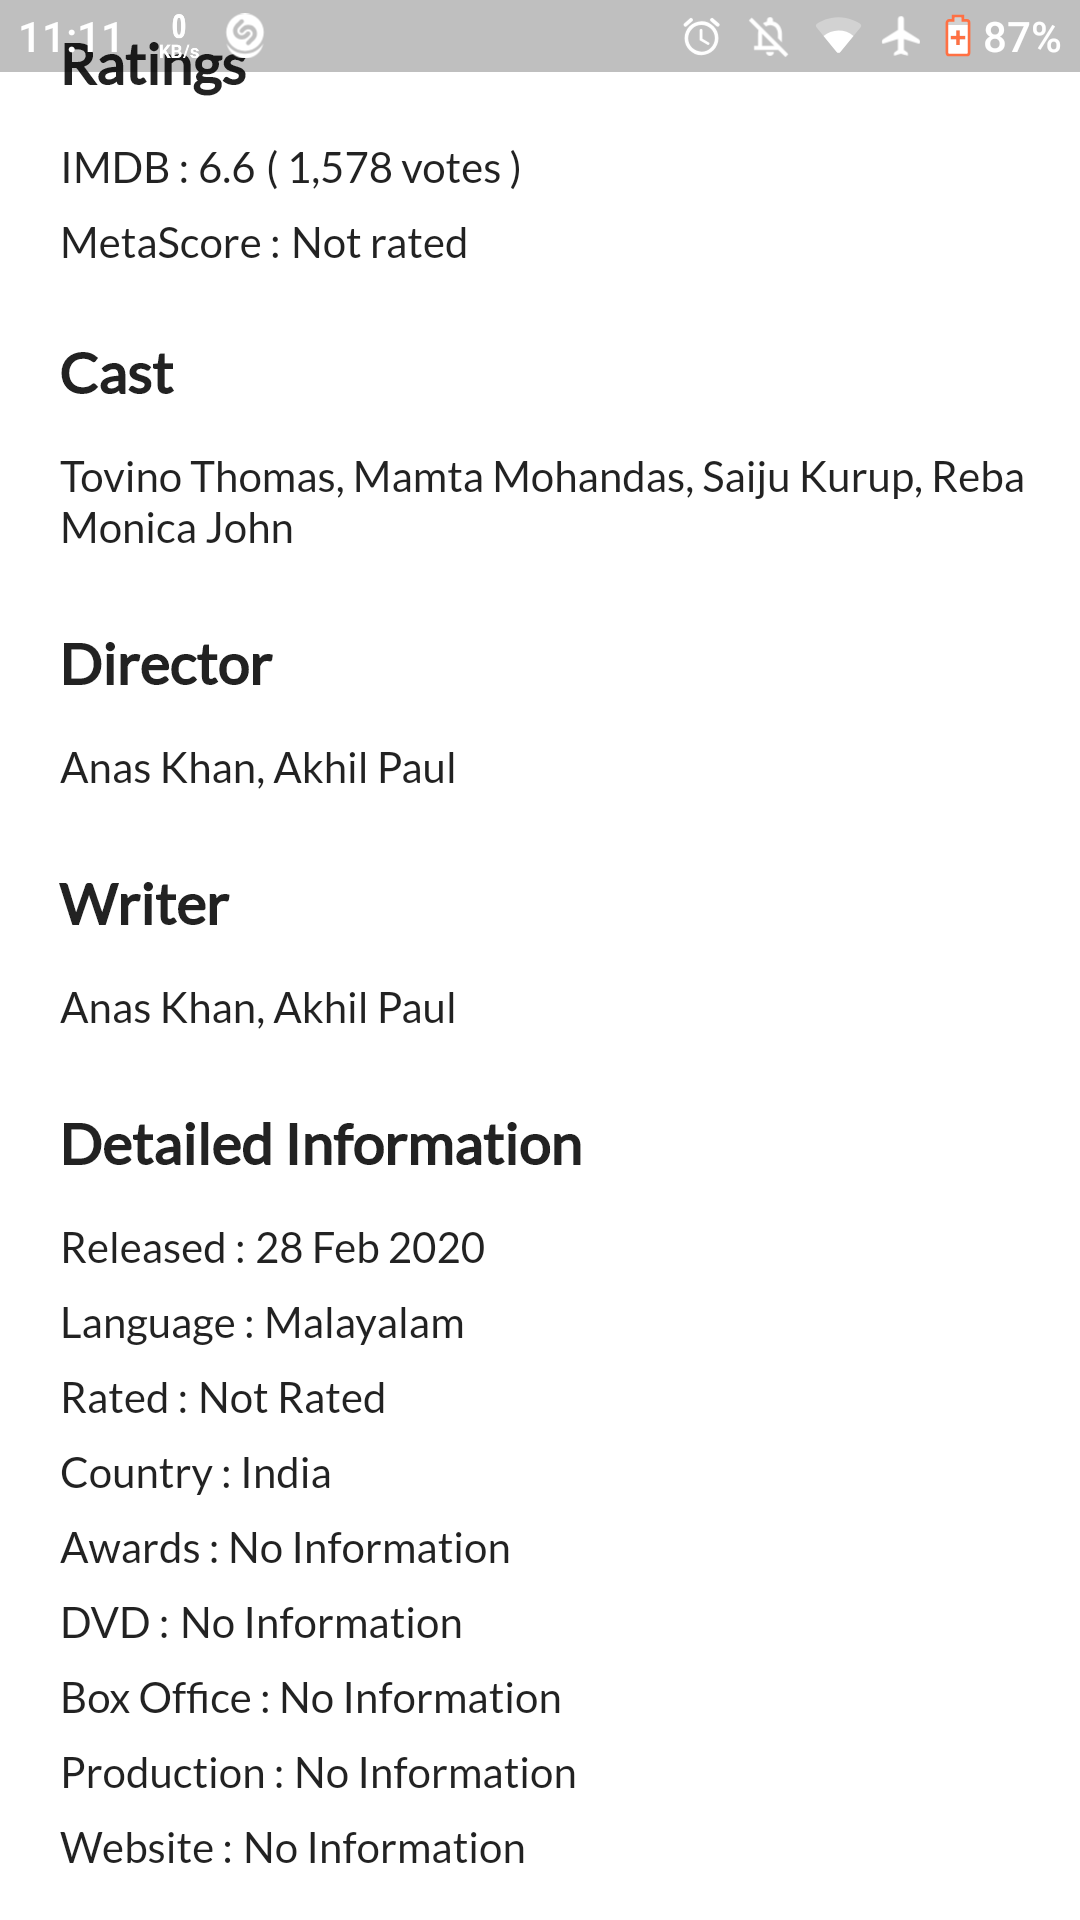 11:11 0 KB/s 87%
Ratings
IMDB : 6.6 ( 1,578 votes )
MetaScore : Not rated
Cast
Tovino Thomas, Mamta Mohandas, Saiju Kurup, Reba
Monica John
Director
Anas Khan, Akhil Paul
Writer
Anas Khan, Akhil Paul
Detailed Information
Released : 28 Feb 2020
Language : Malayalam
Rated : Not Rated
Country : India
Awards : No Information
DVD : No Information
Box Office : No Information
Production : No Information
Website : No Information